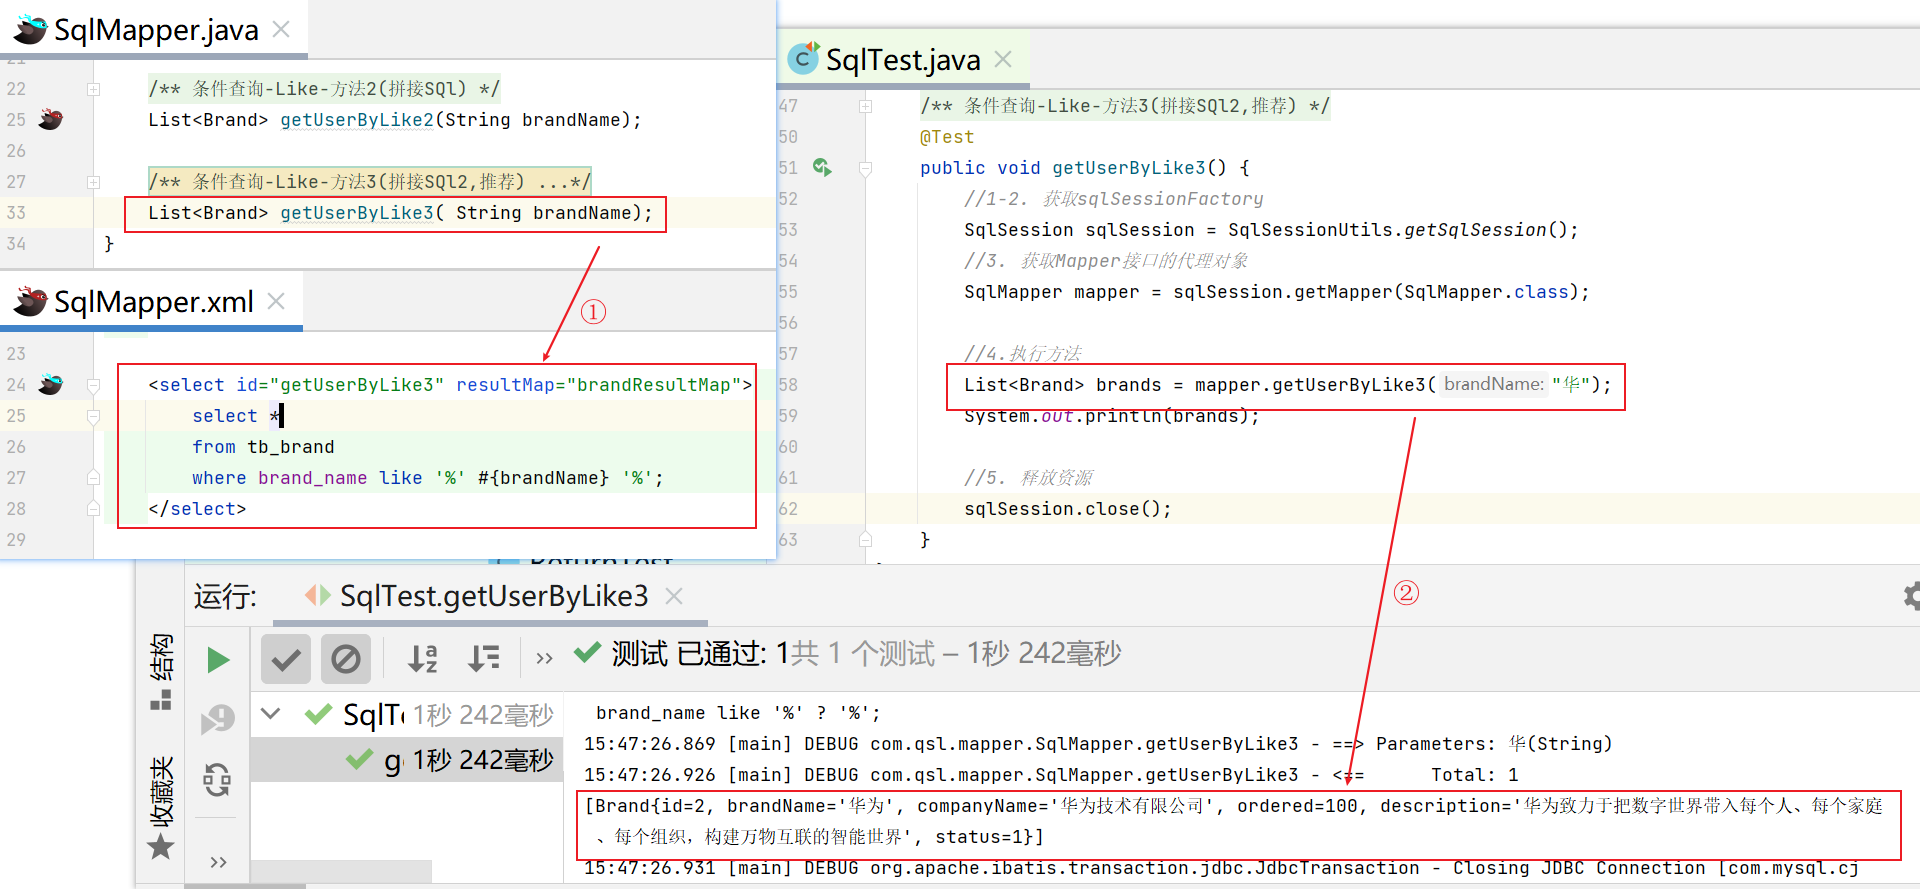 SqlMapper.java
21
22 /** 条件查询-Like-方法2(拼接SQl) */
25 List<Brand> getUserByLike2(String brandName);
26
27 /** 条件查询-Like-方法3(拼接SQl2,推荐) ...*/
33 List<Brand> getUserByLike3( String brandName);
34 }
①
SqlMapper.xml
23
24 <select id="getUserByLike3" resultMap="brandResultMap">
25 select *
26 from tb_brand
27 where brand_name like '%' #{brandName} '%';
28 </select>
29
SqlTest.java
47 /** 条件查询-Like-方法3(拼接SQl2,推荐) */
50 @Test
51 public void getUserByLike3() {
52 //1-2. 获取sqlSessionFactory
53 SqlSession sqlSession = SqlSessionUtils.getSqlSession();
54 //3. 获取Mapper接口的代理对象
55 SqlMapper mapper = sqlSession.getMapper(SqlMapper.class);
56
57 //4.执行方法
58 List<Brand> brands = mapper.getUserByLike3( brandName: "华");
59 System.out.println(brands);
60
61 //5. 释放资源
62 sqlSession.close();
63 }
②
ReturnTest
运行: SqlTest.getUserByLike3
结构
收藏夹
>> 测试 已通过: 1共 1 个测试 – 1秒 242毫秒
SqlTe 1秒 242毫秒
ge 1秒 242毫秒
>>
brand_name like '%' ? '%';
15:47:26.869 [main] DEBUG com.qsl.mapper.SqlMapper.getUserByLike3 - ==> Parameters: 华(String)
15:47:26.926 [main] DEBUG com.qsl.mapper.SqlMapper.getUserByLike3 - <== Total: 1
[Brand{id=2, brandName='华为', companyName='华为技术有限公司', ordered=100, description='华为致力于把数字世界带入每个人、每个家庭
、每个组织，构建万物互联的智能世界', status=1}]
15:47:26.931 [main] DEBUG org.apache.ibatis.transaction.jdbc.JdbcTransaction - Closing JDBC Connection [com.mysql.cj